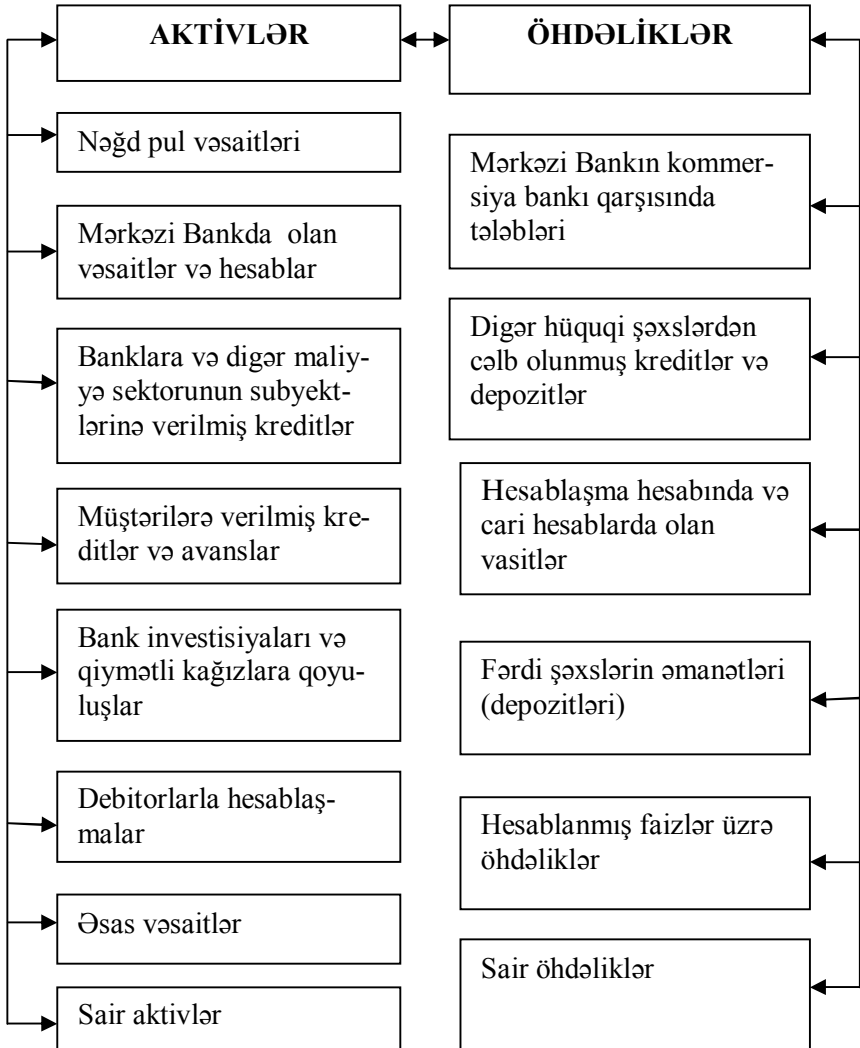 AKTİVLƏR
Nəğd pul vəsaitləri
Mərkəzi Bankda olan
vəsaitlər və hesablar
Banklara və digər maliy-
yə sektorunun subyekt-
lərinə verilmiş kreditlər
Müştərilərə verilmiş kre-
ditlər və avanslar
Bank investisiyaları və
qiymətli kağızlara qoyu-
luşlar
Debitorlarla hesablaş-
malar
Əsas vəsaitlər
Sair aktivlər
ÖHDƏLİKLƏR
Mərkəzi Bankın kommer-
siya bankı qarşısında
tələbləri
Digər hüquqi şəxslərdən
cəlb olunmuş kreditlər və
depozitlər
Hesablaşma hesabında və
cari hesablarda olan
vasitlər
Fərdi şəxslərin əmanətləri
(depozitləri)
Hesablanmış faizlər üzrə
öhdəliklər
Sair öhdəliklər